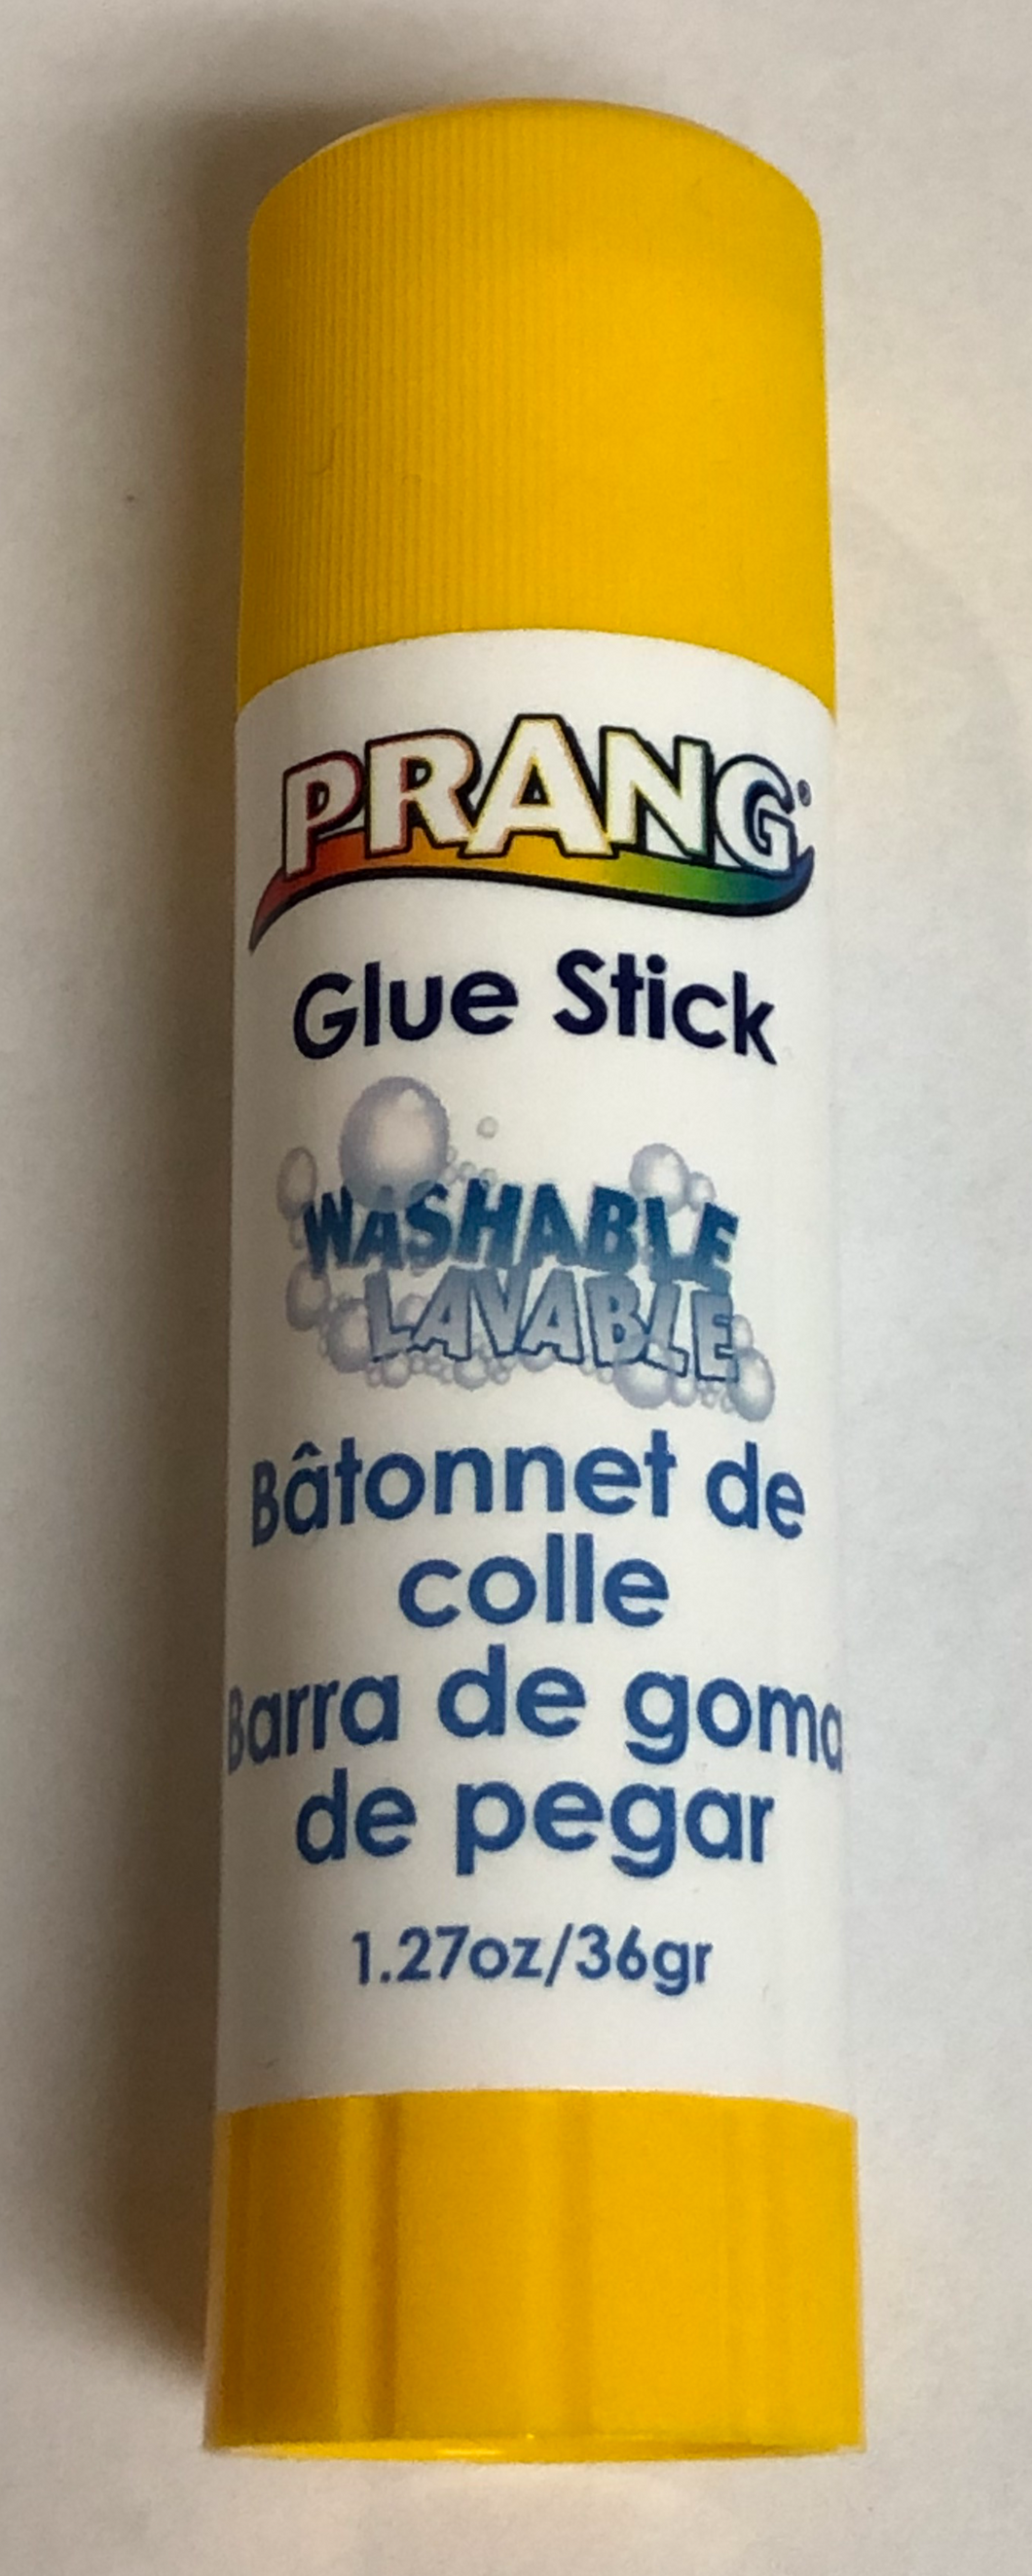 PRANG®
Glue Stick
WASHABLE
LAVABLE
Bâtonnet de
colle
Barra de goma
de pegar
1.27oz/36gr